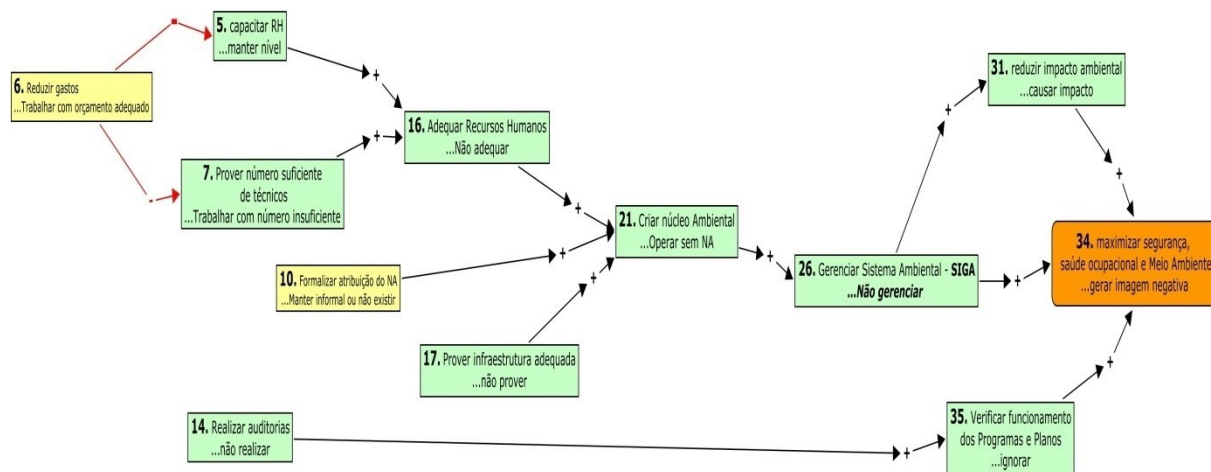 5. capacitar RH
...manter nível
6. Reduzir gastos
...Trabalhar com orçamento adequado
7. Prover número suficiente
de técnicos
...Trabalhar com número insuficiente
16. Adequar Recursos Humanos
...Não adequar
10. Formalizar atribuição do NA
...Manter informal ou não existir
17. Prover infraestrutura adequada
...não prover
14. Realizar auditorias
...não realizar
21. Criar núcleo Ambiental
...Operar sem NA
26. Gerenciar Sistema Ambiental - SIGA
...Não gerenciar
31. reduzir impacto ambiental
...causar impacto
34. maximizar segurança,
saúde ocupacional e Meio Ambiente
...gerar imagem negativa
35. Verificar funcionamento
dos Programas e Planos
...ignorar